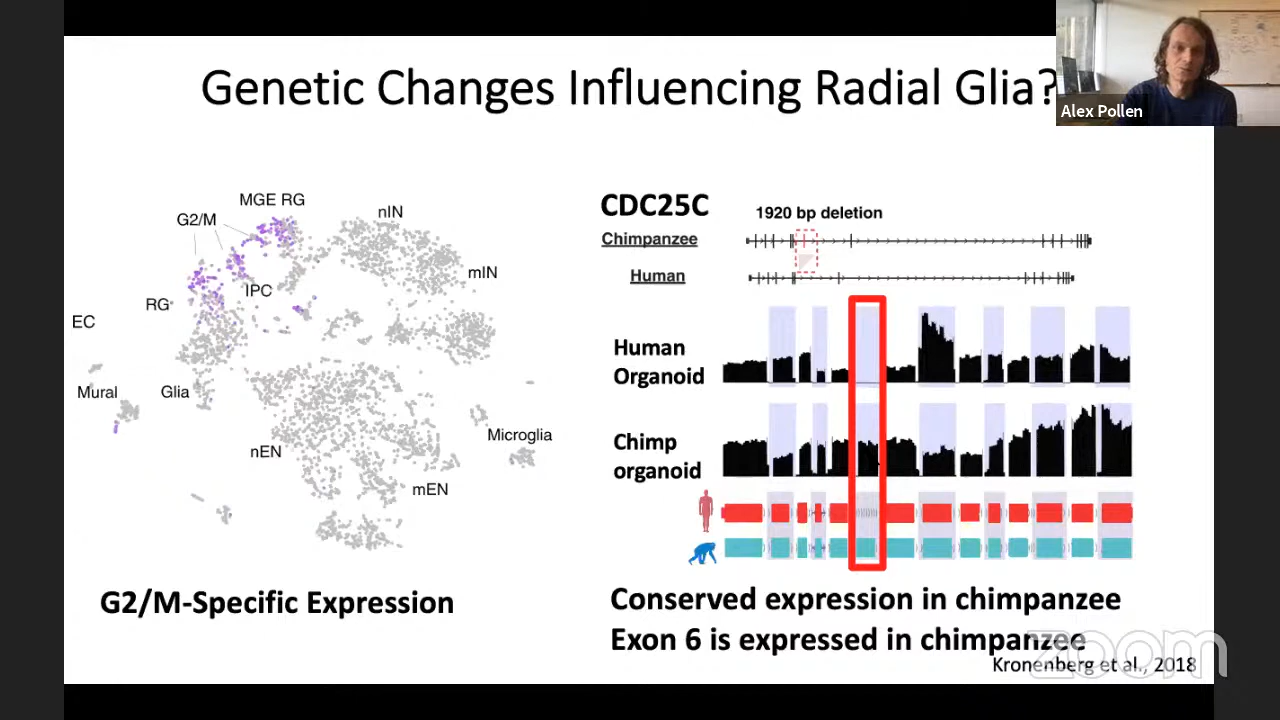 Genetic Changes Influencing Radial Glia?
Alex Pollen
MGE RG
G2/M
nIN
mIN
IPC
RG
EC
Mural
Glia
Microglia
nEN
mEN
G2/M-Specific Expression
CDC25C
1920 bp deletion
Chimpanzee
Human
Human
Organoid
Chimp
organoid
Conserved expression in chimpanzee
Exon 6 is expressed in chimpanzee
zoom
Kronenberg et al., 2018